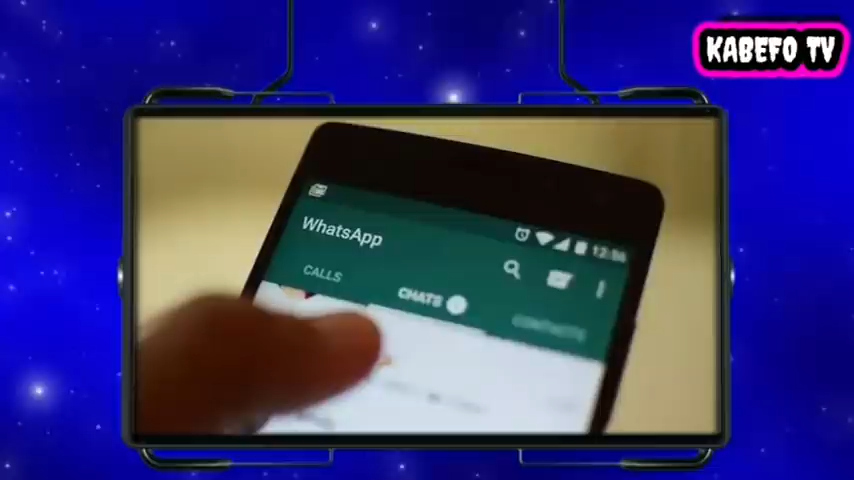 KABEFO TV
WhatsApp
12:56
CALLS
CHATS
CONTACTS